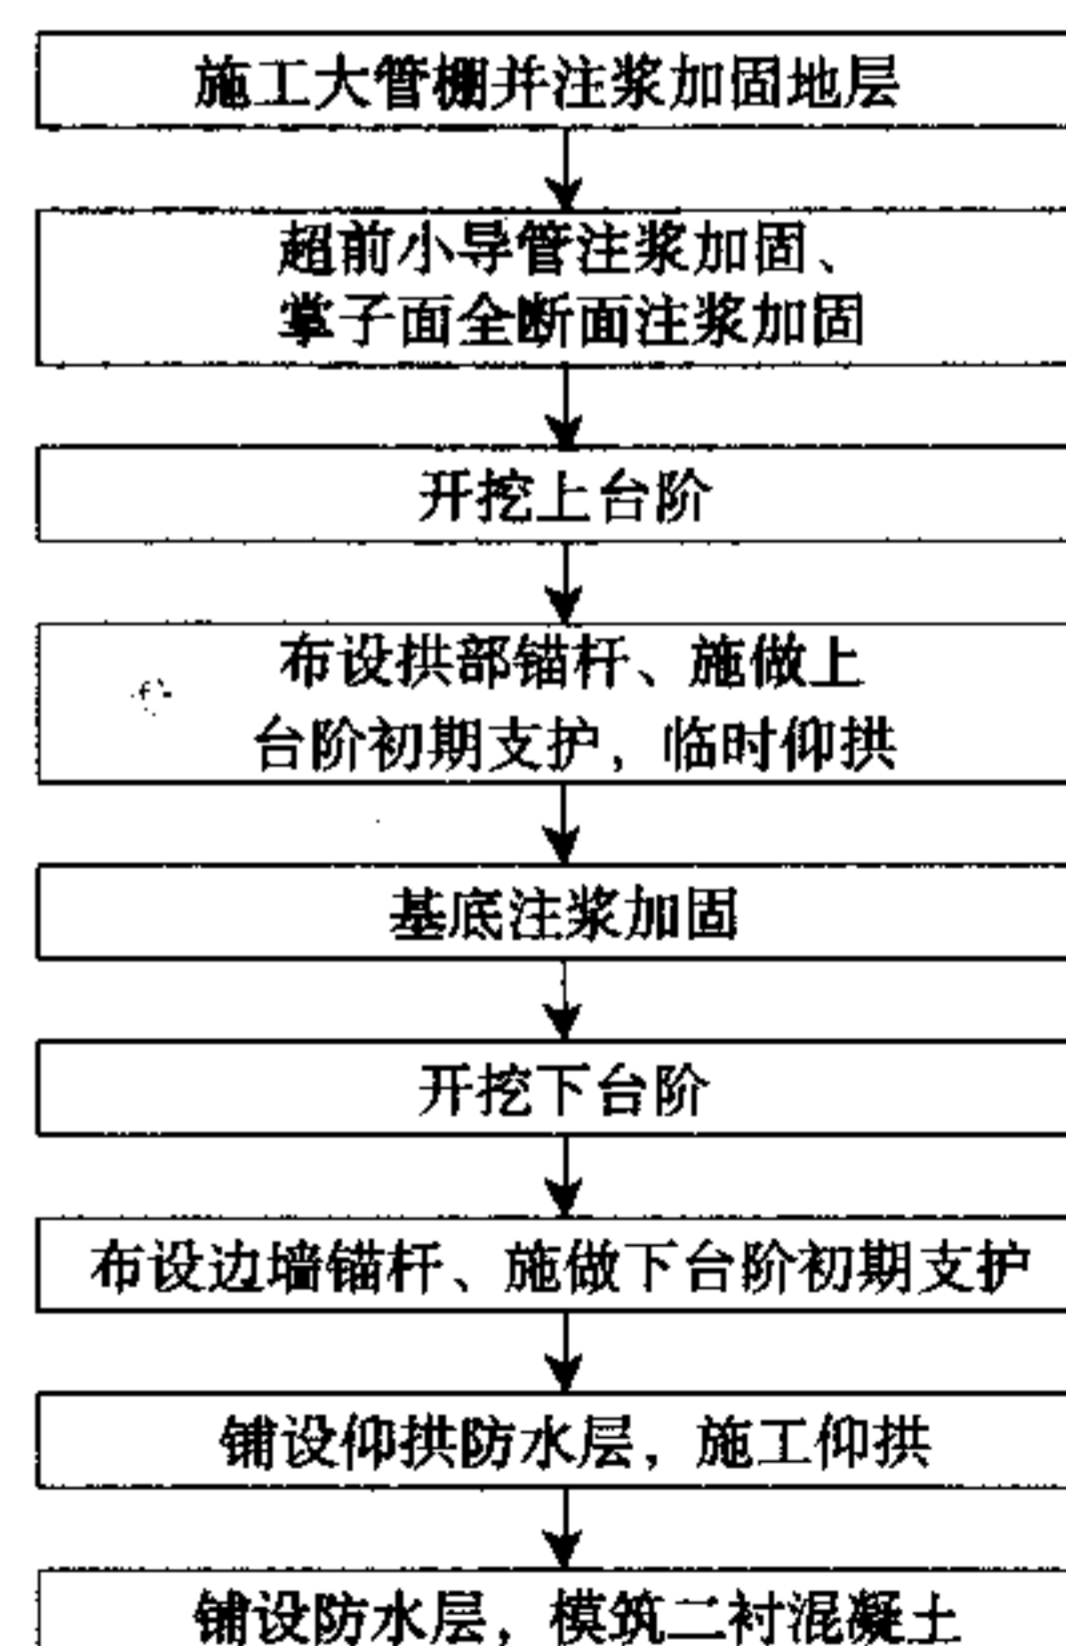 施工大管棚并注浆加固地层
超前小导管注浆加固、
掌子面全断面注浆加固
开挖上台阶
布设拱部锚杆、施做上
台阶初期支护，临时仰拱
基底注浆加固
开挖下台阶
布设边墙锚杆、施做下台阶初期支护
铺设仰拱防水层，施工仰拱
铺设防水层，模筑二衬混凝土